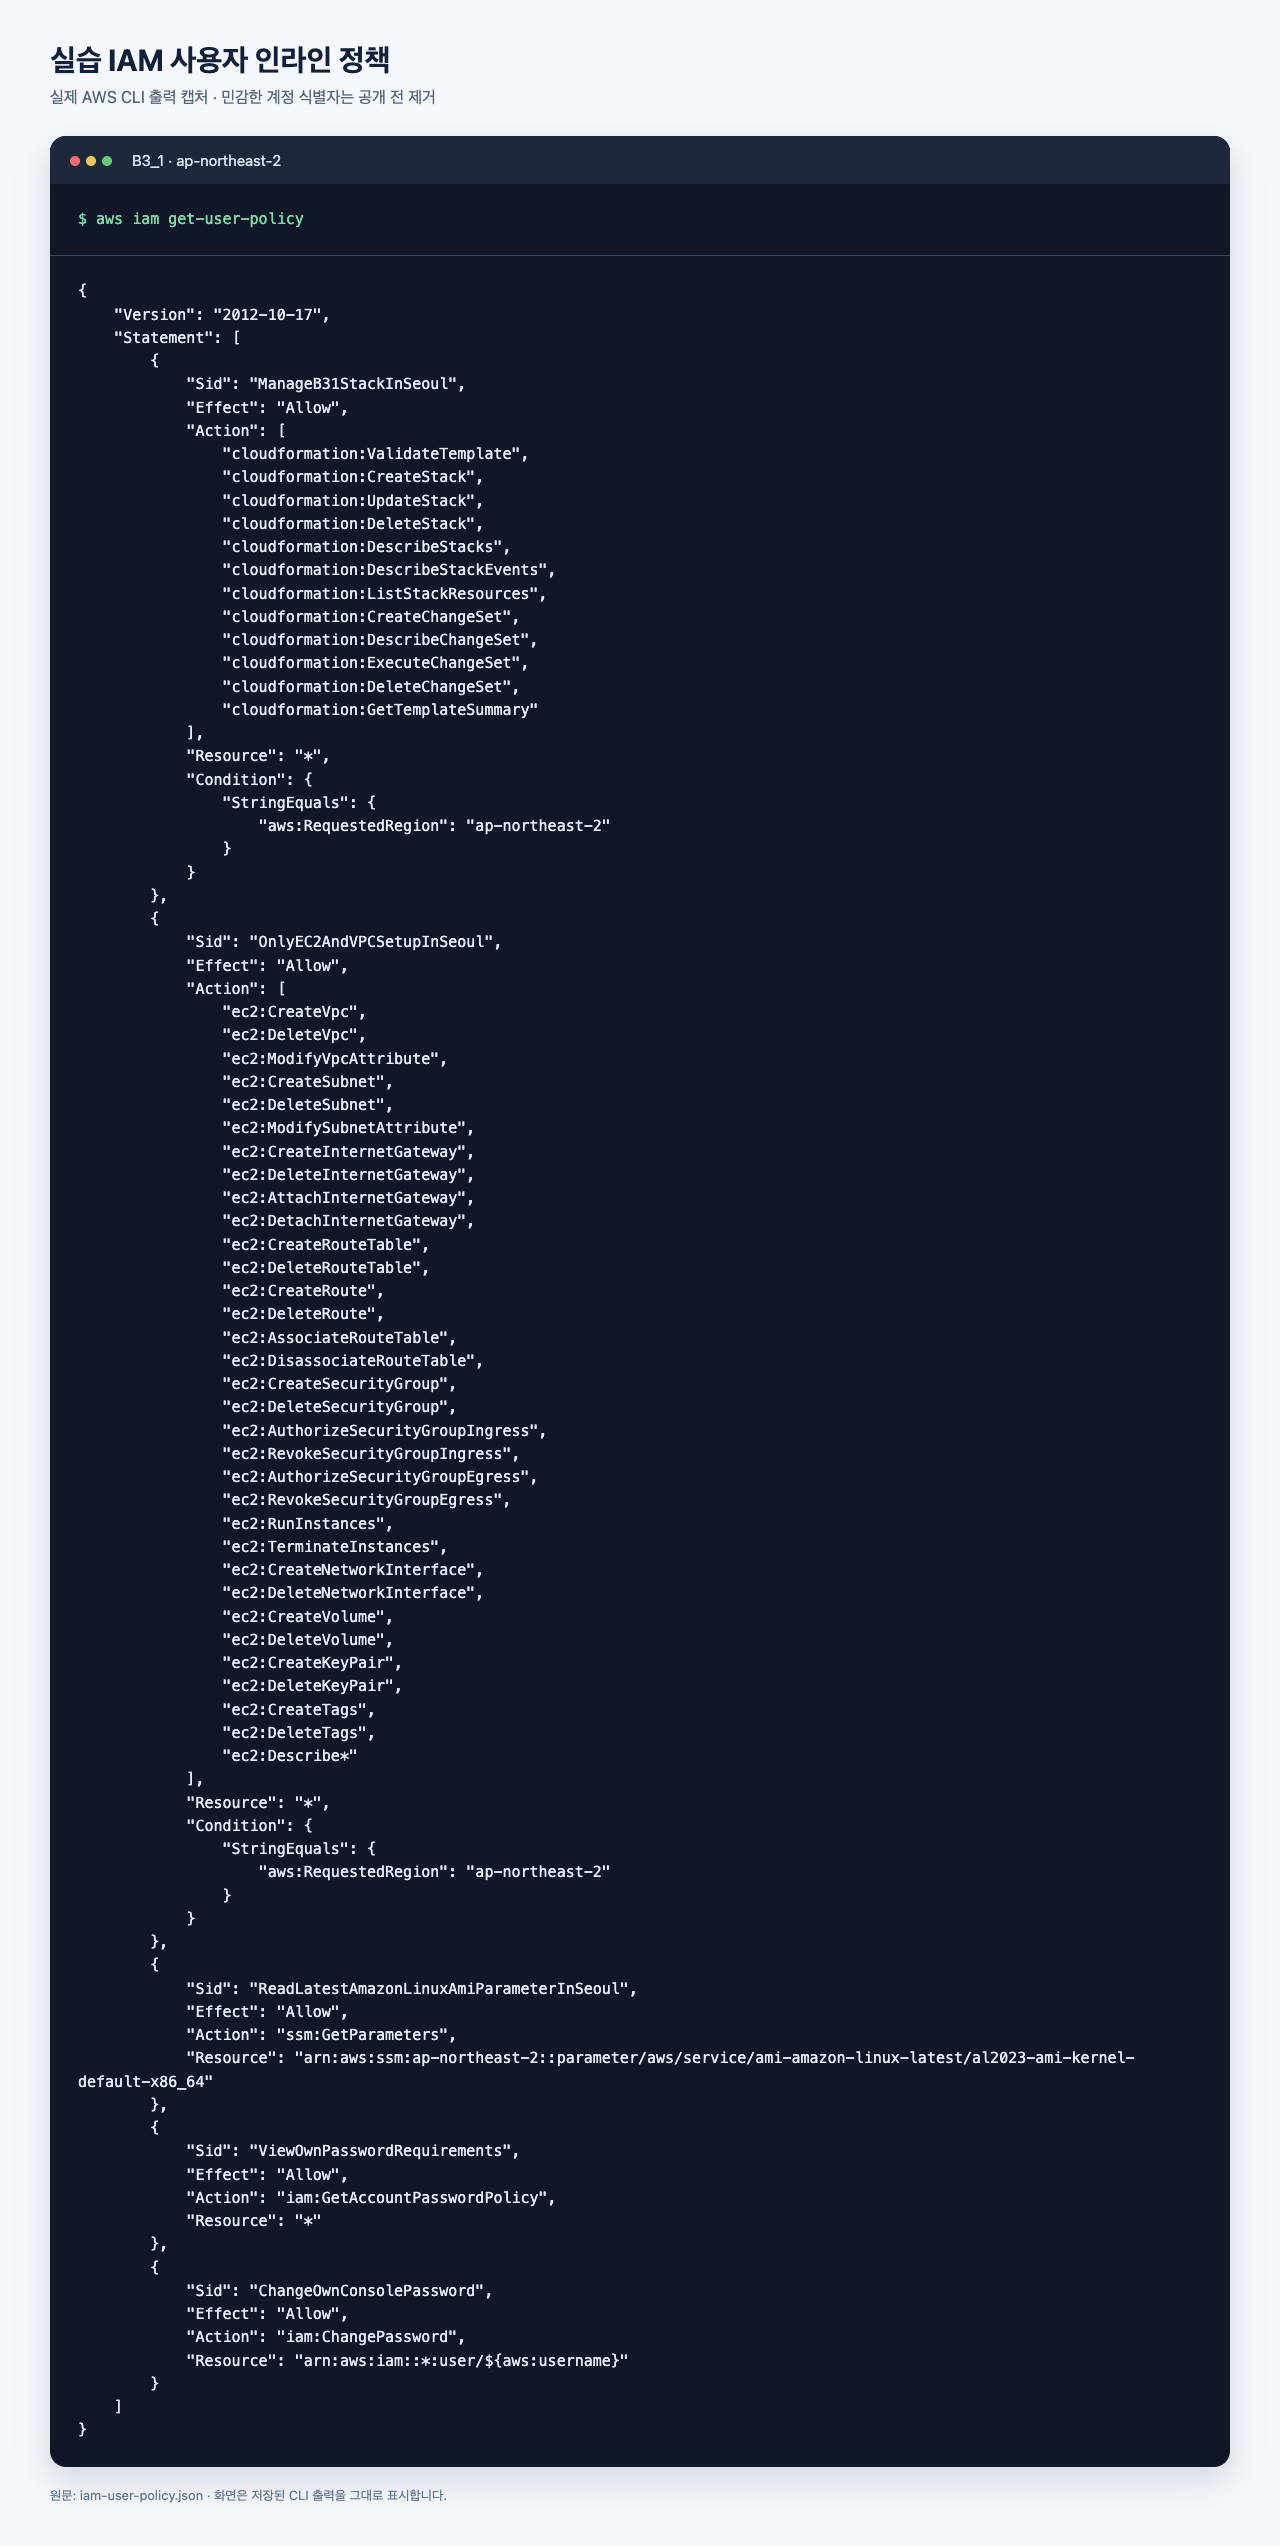 실습 IAM 사용자 인라인 정책
실제 AWS CLI 출력 캡처 · 민감한 계정 식별자는 공개 전 제거
B3_1 · ap-northeast-2
$ aws iam get-user-policy
{
    "Version": "2012-10-17",
    "Statement": [
        {
            "Sid": "ManageB31StackInSeoul",
            "Effect": "Allow",
            "Action": [
                "cloudformation:ValidateTemplate",
                "cloudformation:CreateStack",
                "cloudformation:UpdateStack",
                "cloudformation:DeleteStack",
                "cloudformation:DescribeStacks",
                "cloudformation:DescribeStackEvents",
                "cloudformation:ListStackResources",
                "cloudformation:CreateChangeSet",
                "cloudformation:DescribeChangeSet",
                "cloudformation:ExecuteChangeSet",
                "cloudformation:DeleteChangeSet",
                "cloudformation:GetTemplateSummary"
            ],
            "Resource": "*",
            "Condition": {
                "StringEquals": {
                    "aws:RequestedRegion": "ap-northeast-2"
                }
            }
        },
        {
            "Sid": "OnlyEC2AndVPCSetupInSeoul",
            "Effect": "Allow",
            "Action": [
                "ec2:CreateVpc",
                "ec2:DeleteVpc",
                "ec2:ModifyVpcAttribute",
                "ec2:CreateSubnet",
                "ec2:DeleteSubnet",
                "ec2:ModifySubnetAttribute",
                "ec2:CreateInternetGateway",
                "ec2:DeleteInternetGateway",
                "ec2:AttachInternetGateway",
                "ec2:DetachInternetGateway",
                "ec2:CreateRouteTable",
                "ec2:DeleteRouteTable",
                "ec2:CreateRoute",
                "ec2:DeleteRoute",
                "ec2:AssociateRouteTable",
                "ec2:DisassociateRouteTable",
                "ec2:CreateSecurityGroup",
                "ec2:DeleteSecurityGroup",
                "ec2:AuthorizeSecurityGroupIngress",
                "ec2:RevokeSecurityGroupIngress",
                "ec2:AuthorizeSecurityGroupEgress",
                "ec2:RevokeSecurityGroupEgress",
                "ec2:RunInstances",
                "ec2:TerminateInstances",
                "ec2:CreateNetworkInterface",
                "ec2:DeleteNetworkInterface",
                "ec2:CreateVolume",
                "ec2:DeleteVolume",
                "ec2:CreateKeyPair",
                "ec2:DeleteKeyPair",
                "ec2:CreateTags",
                "ec2:DeleteTags",
                "ec2:Describe*"
            ],
            "Resource": "*",
            "Condition": {
                "StringEquals": {
                    "aws:RequestedRegion": "ap-northeast-2"
                }
            }
        },
        {
            "Sid": "ReadLatestAmazonLinuxAmiParameterInSeoul",
            "Effect": "Allow",
            "Action": "ssm:GetParameters",
            "Resource": "arn:aws:ssm:ap-northeast-2::parameter/aws/service/ami-amazon-linux-latest/al2023-ami-kernel-
default-x86_64"
        },
        {
            "Sid": "ViewOwnPasswordRequirements",
            "Effect": "Allow",
            "Action": "iam:GetAccountPasswordPolicy",
            "Resource": "*"
        },
        {
            "Sid": "ChangeOwnConsolePassword",
            "Effect": "Allow",
            "Action": "iam:ChangePassword",
            "Resource": "arn:aws:iam::*:user/${aws:username}"
        }
    ]
}
원문: iam-user-policy.json · 화면은 저장된 CLI 출력을 그대로 표시합니다.